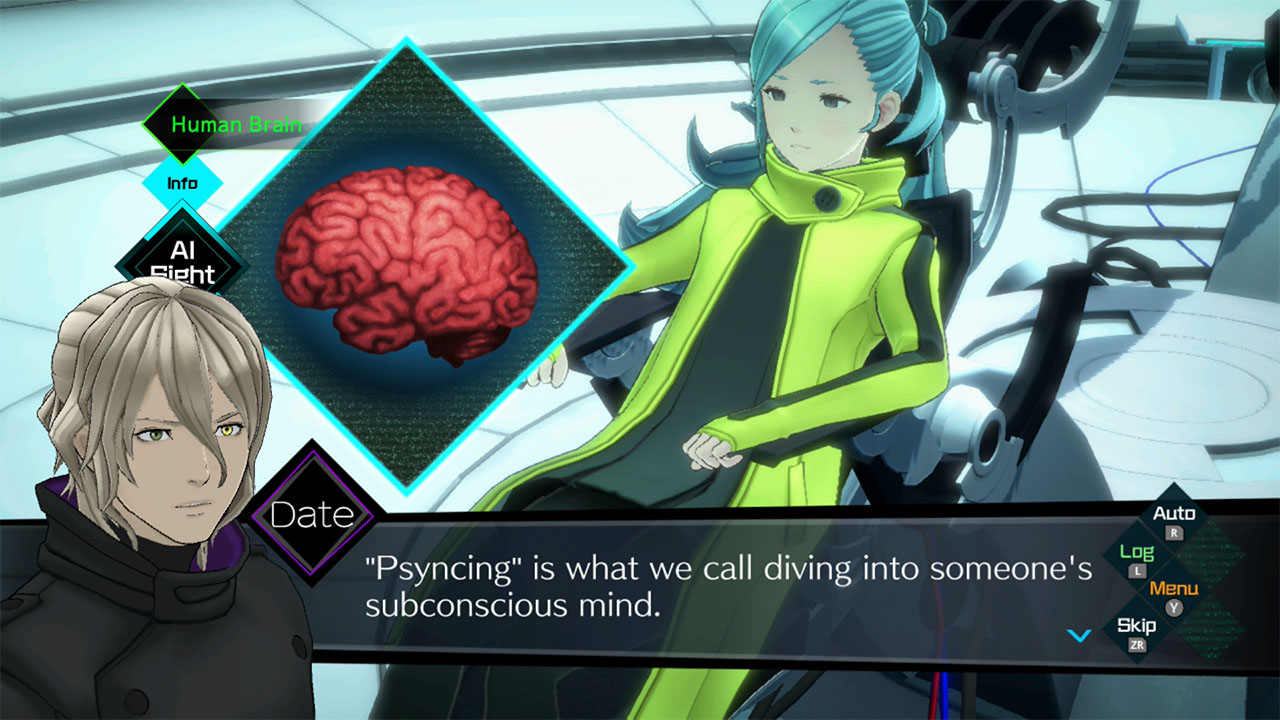 Human Brain
Info
AI
Sight
Date
"Psyncing" is what we call diving into someone's
subconscious mind.
Auto
R
Log
L
Menu
Y
Skip
ZR